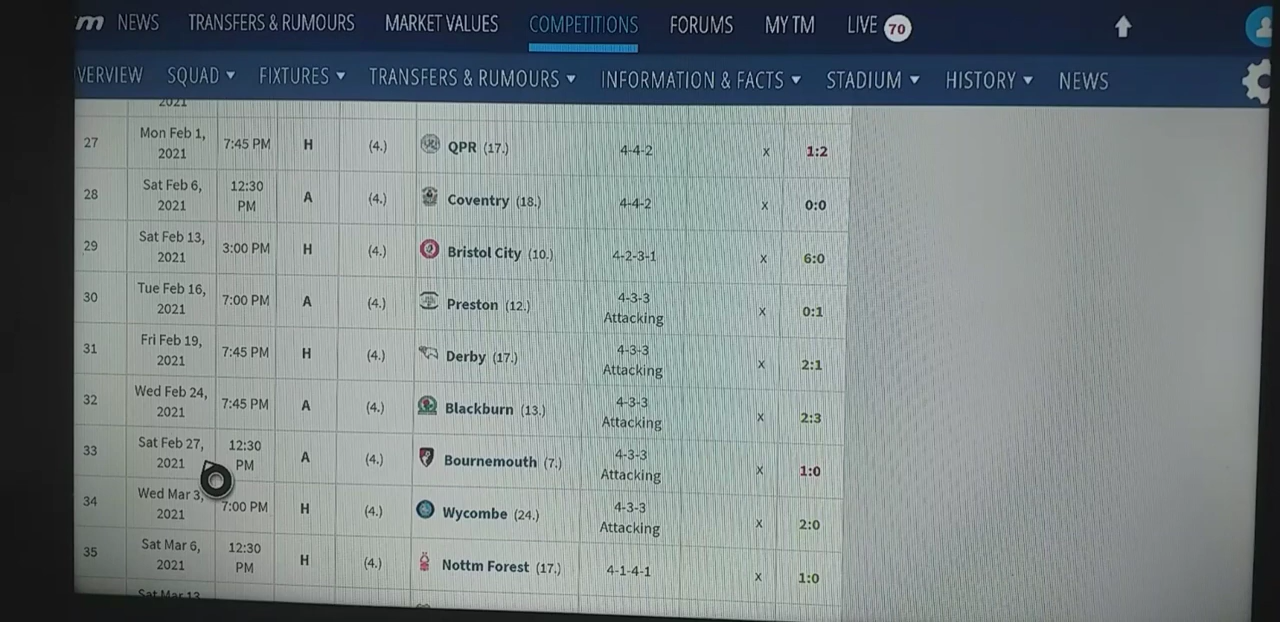 m NEWS TRANSFERS & RUMOURS MARKET VALUES COMPETITIONS FORUMS MY TM LIVE 70
VERVIEW SQUAD FIXTURES TRANSFERS & RUMOURS INFORMATION & FACTS STADIUM HISTORY NEWS
2021
27 Mon Feb 1, 2021 7:45 PM H (4.) QPR (17.) 4-4-2 x 1:2
28 Sat Feb 6, 2021 12:30 PM A (4.) Coventry (18.) 4-4-2 x 0:0
29 Sat Feb 13, 2021 3:00 PM H (4.) Bristol City (10.) 4-2-3-1 x 6:0
30 Tue Feb 16, 2021 7:00 PM A (4.) Preston (12.) 4-3-3 Attacking x 0:1
31 Fri Feb 19, 2021 7:45 PM H (4.) Derby (17.) 4-3-3 Attacking x 2:1
32 Wed Feb 24, 2021 7:45 PM A (4.) Blackburn (13.) 4-3-3 Attacking x 2:3
33 Sat Feb 27, 2021 12:30 PM A (4.) Bournemouth (7.) 4-3-3 Attacking x 1:0
34 Wed Mar 3, 2021 7:00 PM H (4.) Wycombe (24.) 4-3-3 Attacking x 2:0
35 Sat Mar 6, 2021 12:30 PM H (4.) Nottm Forest (17.) 4-1-4-1 x 1:0
Sat Mar 13